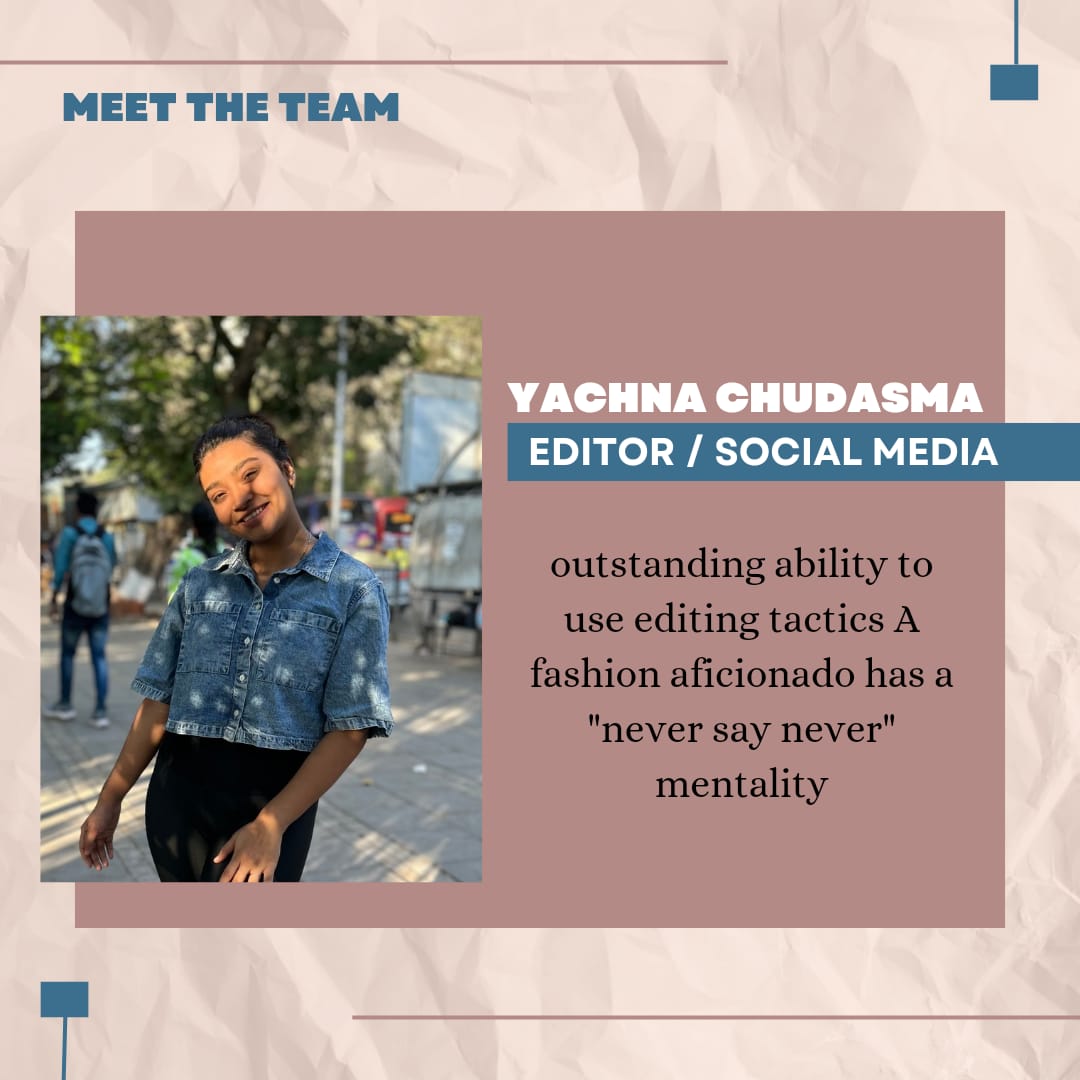 MEET THE TEAM
YACHNA CHUDASMA
EDITOR / SOCIAL MEDIA
outstanding ability to
use editing tactics A
fashion aficionado has a
"never say never"
mentality